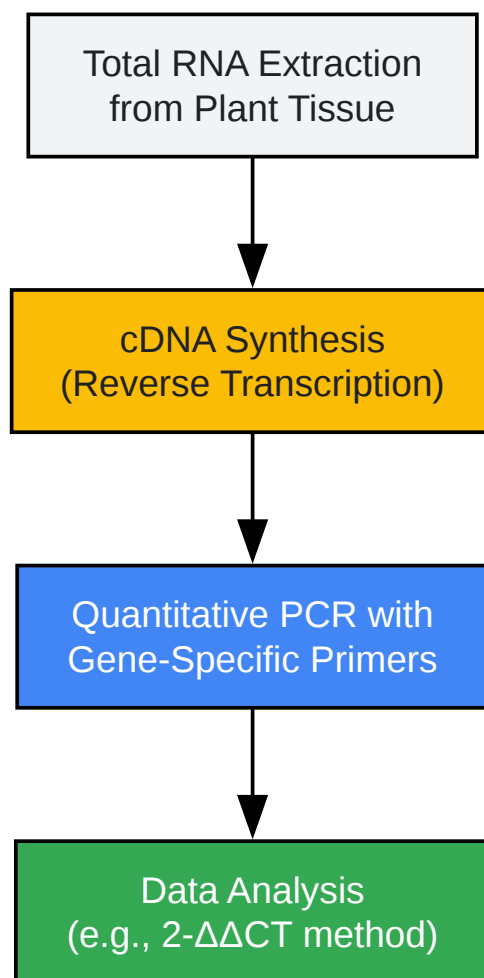 Total RNA Extraction
from Plant Tissue
cDNA Synthesis
(Reverse Transcription)
Quantitative PCR with
Gene-Specific Primers
Data Analysis
(e.g., 2-ΔΔCT method)